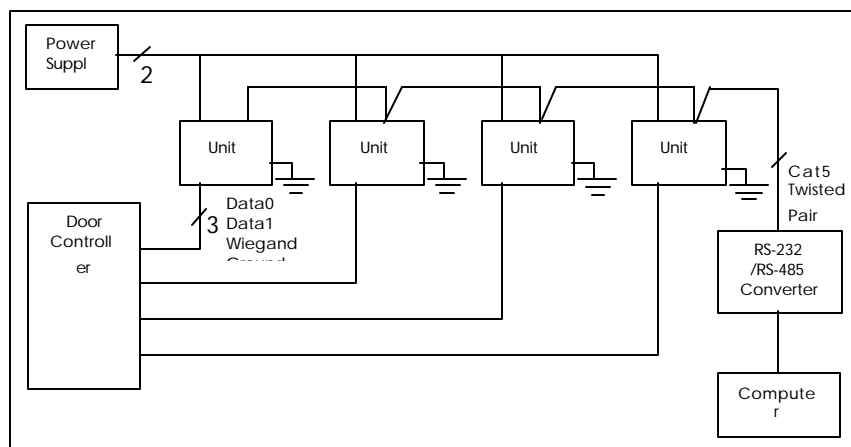 Power
Suppl
2
Unit
Unit
Unit
Unit
Cat5
Twisted
Pair
3
Data0
Data1
Wiegand
Door
Controll
er
RS-232
/RS-485
Converter
Compute
r